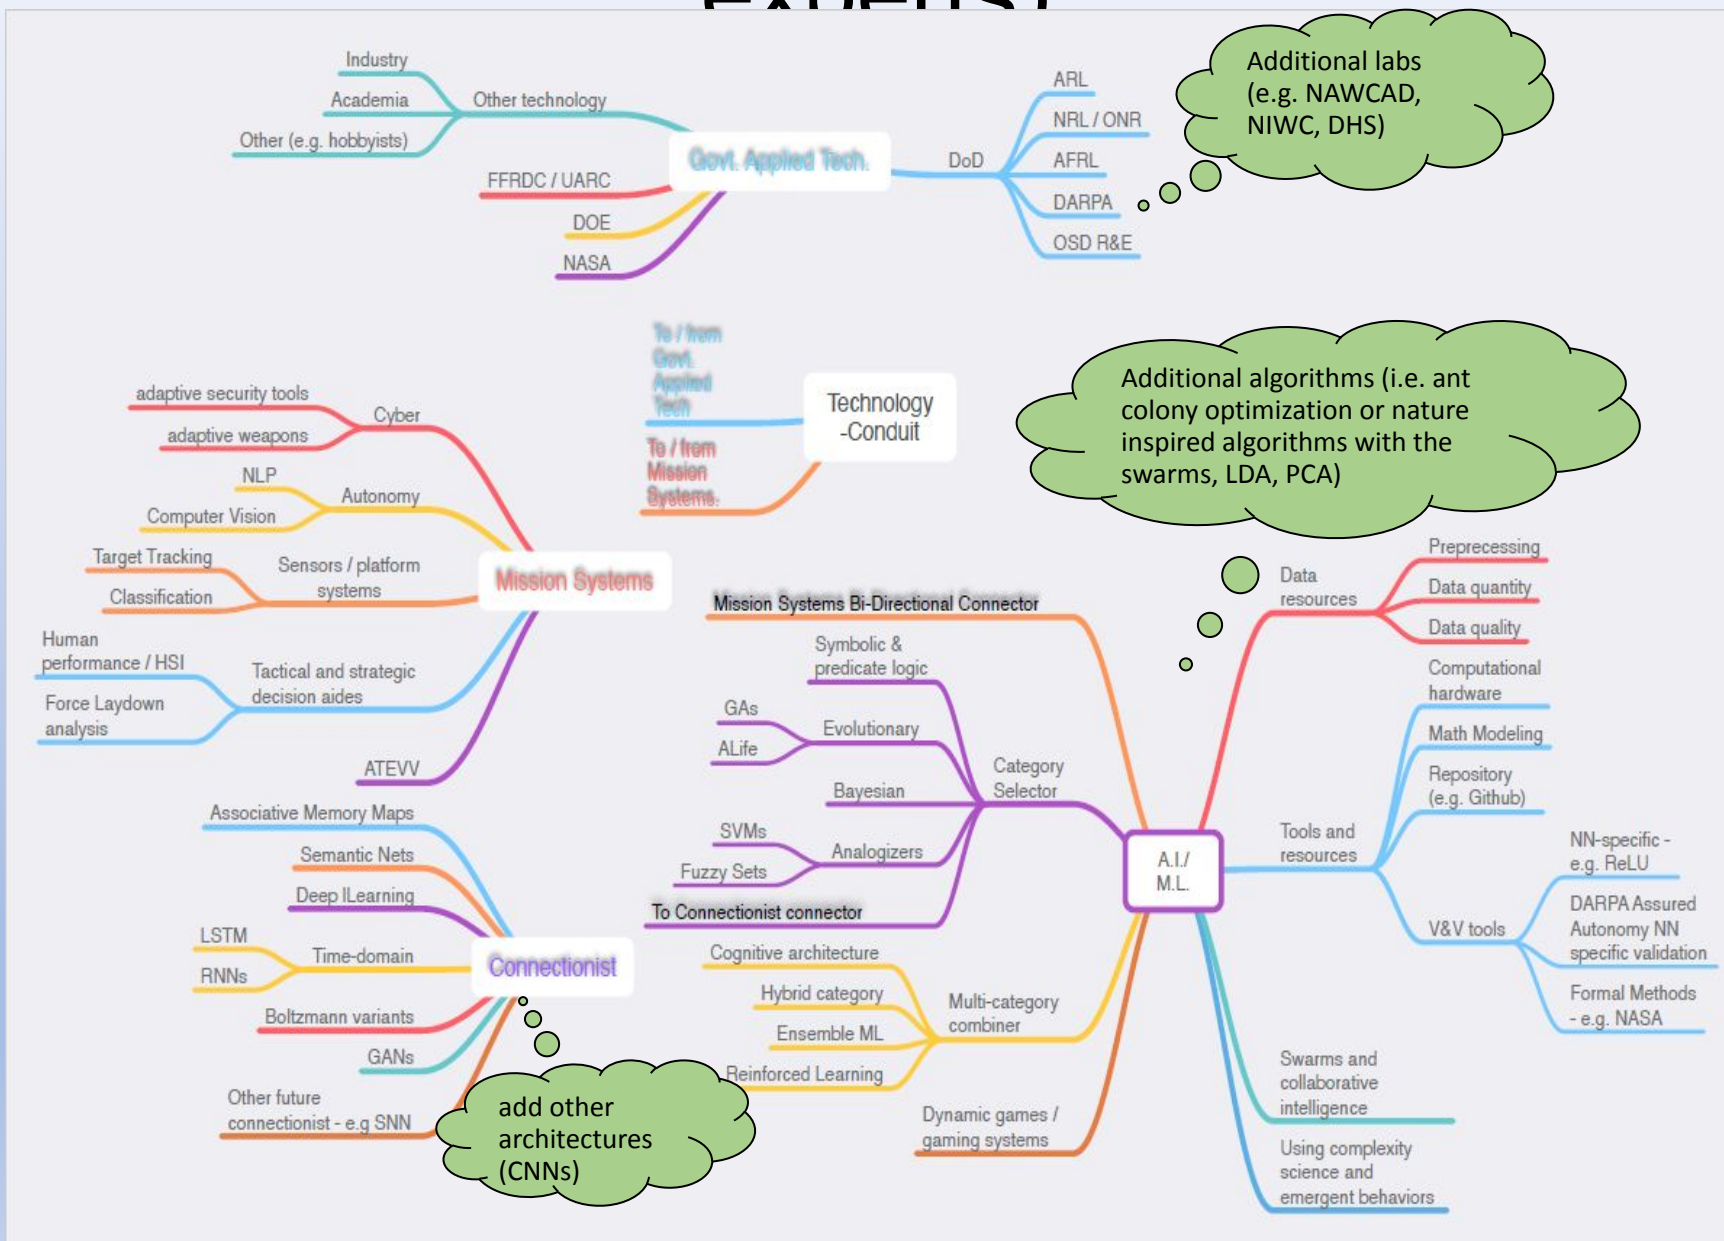 experts)
Industry
Academia
Other (e.g. hobbyists)
Other technology
FFRDC / UARC
DOE
NASA
Govt. Applied Tech.
DoD
ARL
NRL / ONR
AFRL
DARPA
OSD R&E
Additional labs
(e.g. NAWCAD,
NIWC, DHS)
To / from
Govt.
Applied
Tech
To / from
Mission
Systems.
Technology
-Conduit
Additional algorithms (i.e. ant
colony optimization or nature
inspired algorithms with the
swarms, LDA, PCA)
adaptive security tools
adaptive weapons
Cyber
NLP
Computer Vision
Autonomy
Target Tracking
Classification
Sensors / platform
systems
Human
performance / HSI
Force Laydown
analysis
Tactical and strategic
decision aides
ATEVV
Mission Systems
Associative Memory Maps
Semantic Nets
Deep lLearning
LSTM
RNNs
Time-domain
Boltzmann variants
GANs
Other future
connectionist - e.g SNN
Connectionist
add other
architectures
(CNNs)
Mission Systems Bi-Directional Connector
Symbolic &
predicate logic
GAs
ALife
Evolutionary
Bayesian
SVMs
Fuzzy Sets
Analogizers
To Connectionist connector
Category
Selector
Cognitive architecture
Hybrid category
Ensemble ML
Reinforced Learning
Multi-category
combiner
Dynamic games /
gaming systems
A.I./
M.L.
Data
resources
Preprecessing
Data quantity
Data quality
Tools and
resources
Computational
hardware
Math Modeling
Repository
(e.g. Github)
V&V tools
NN-specific -
e.g. ReLU
DARPA Assured
Autonomy NN
specific validation
Formal Methods
- e.g. NASA
Swarms and
collaborative
intelligence
Using complexity
science and
emergent behaviors